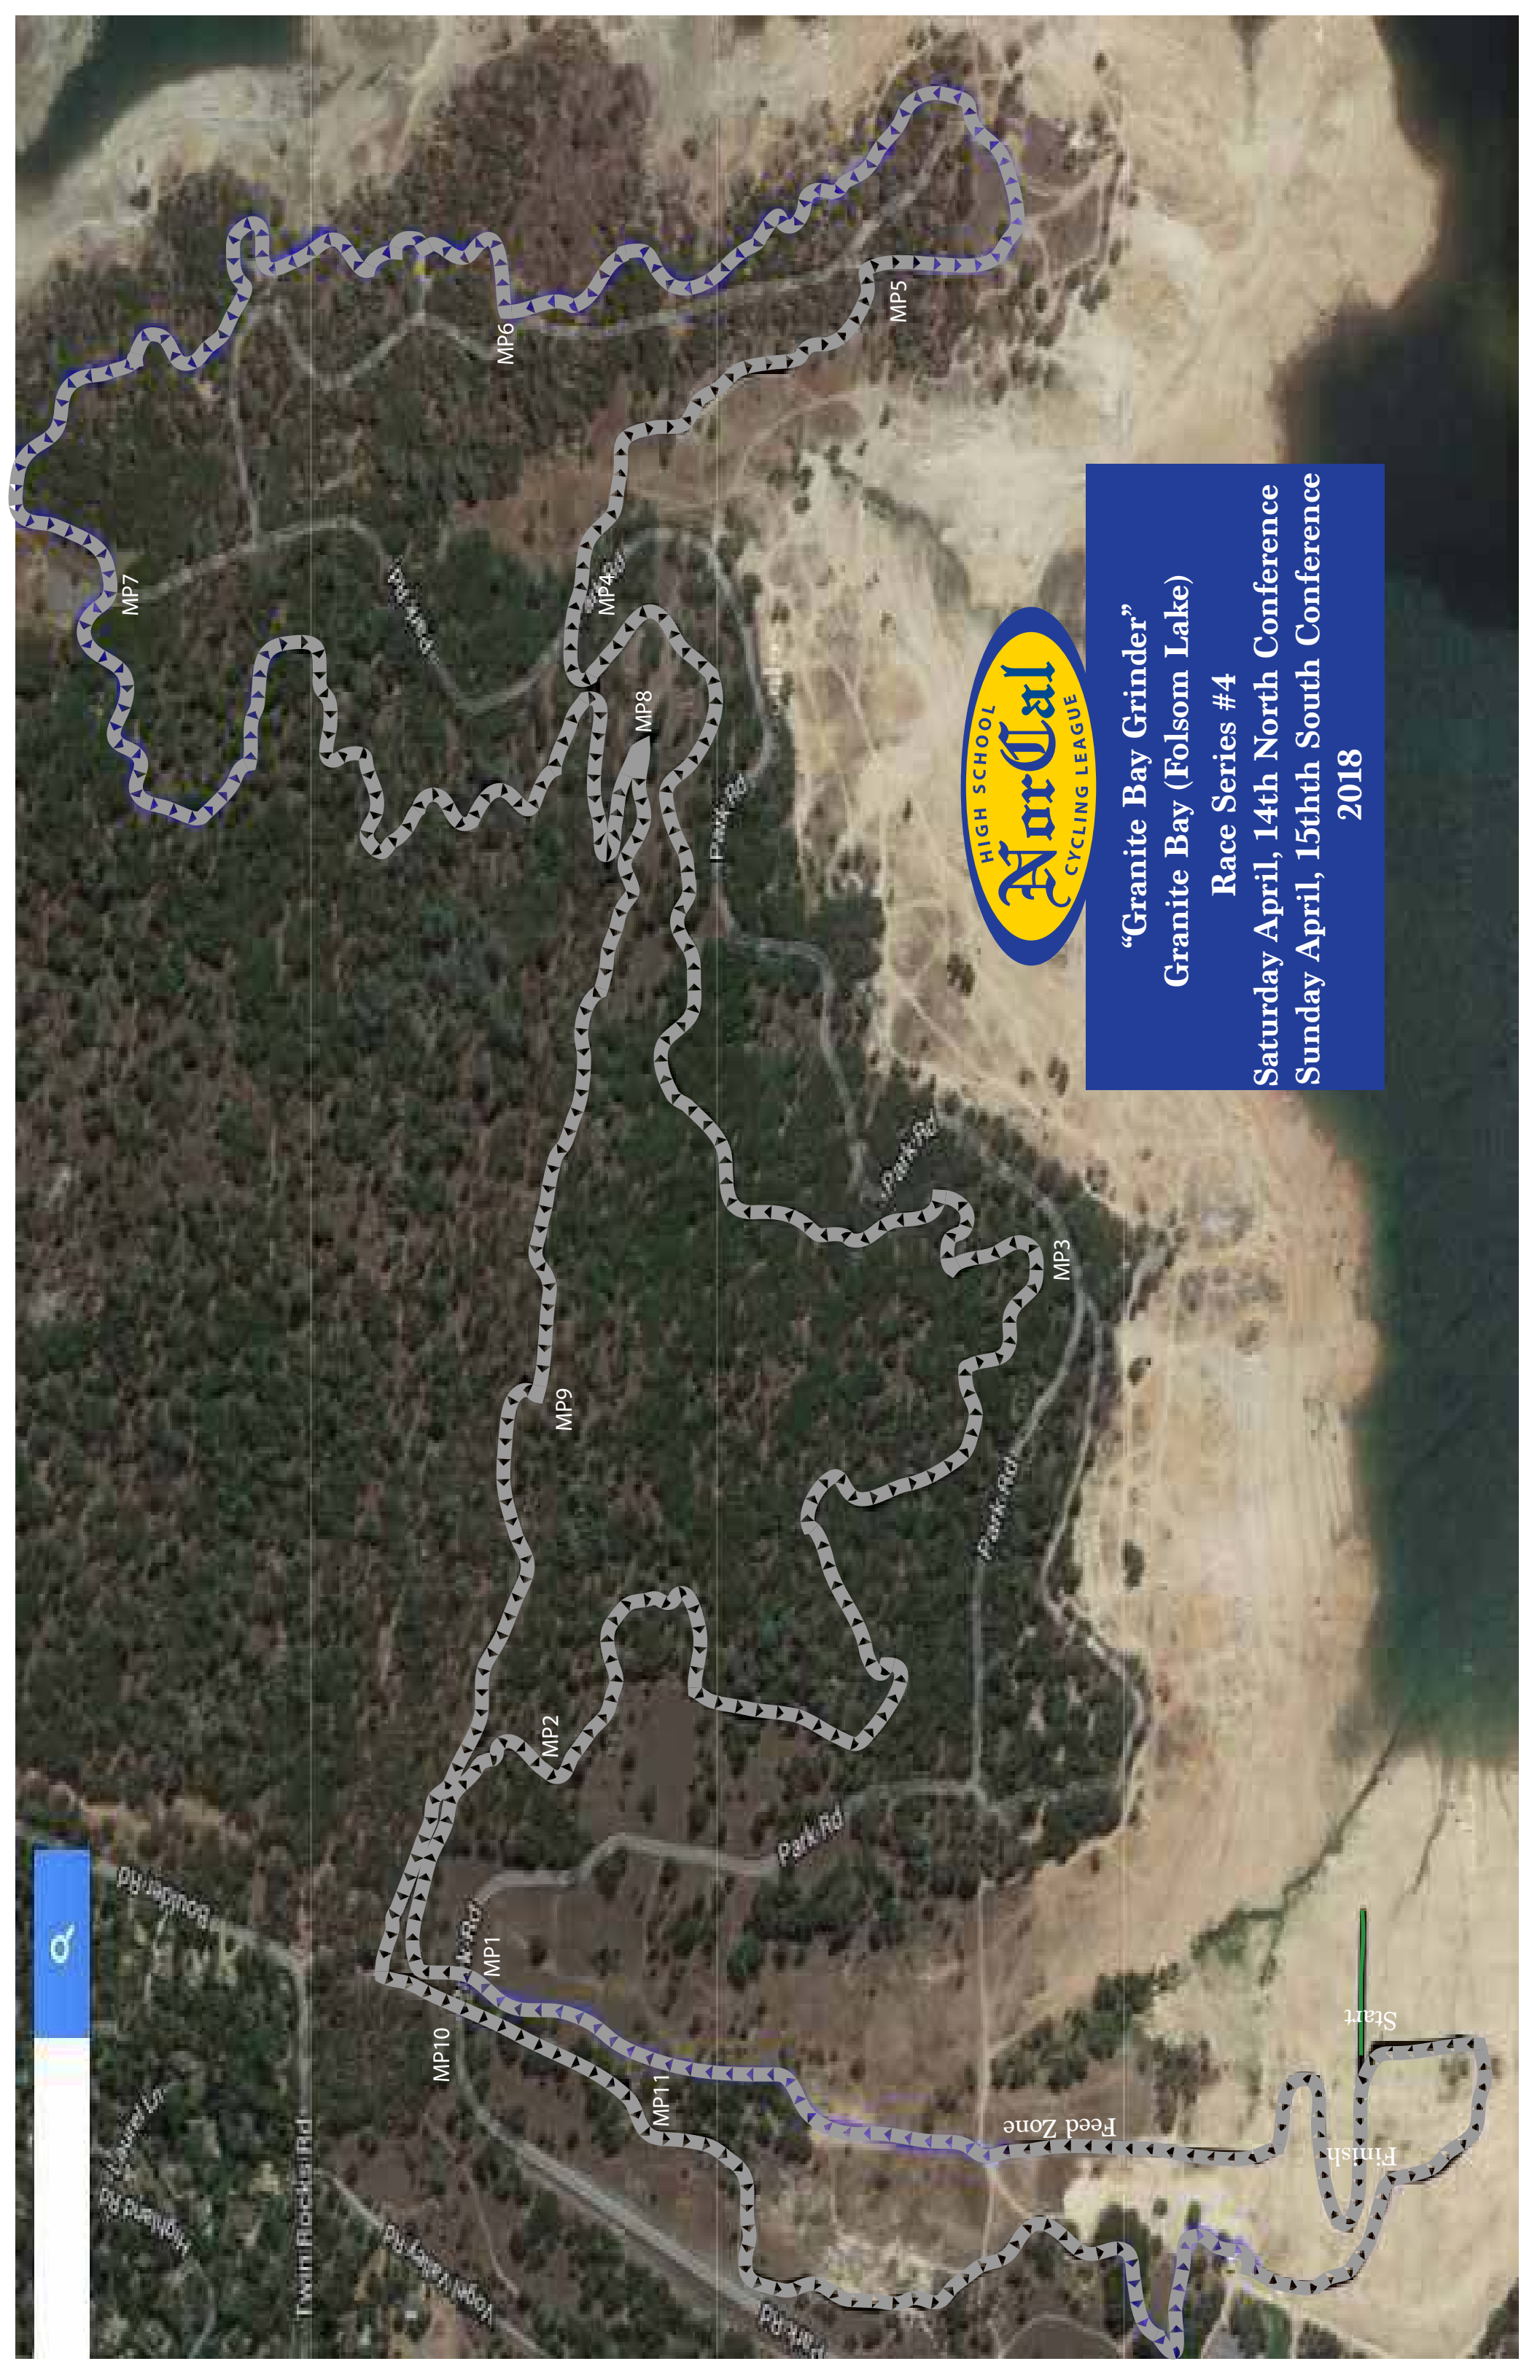 HIGH SCHOOL
NorCal
CYCLING LEAGUE
“Granite Bay Grinder”
Granite Bay (Folsom Lake)
Race Series #4
Saturday April, 14th North Conference
Sunday April, 15thth South Conference
2018
MP7
MP6
MP5
MP4
MP8
Park Rd
Park Rd
MP3
MP9
Park Rd
MP2
Park Rd
Boulder Rd
MP1
MP10
MP11
Twin Rocks Rd
Highland Rd
Vogel Valley Rd
Park Rd
Feed Zone
Start
Finish